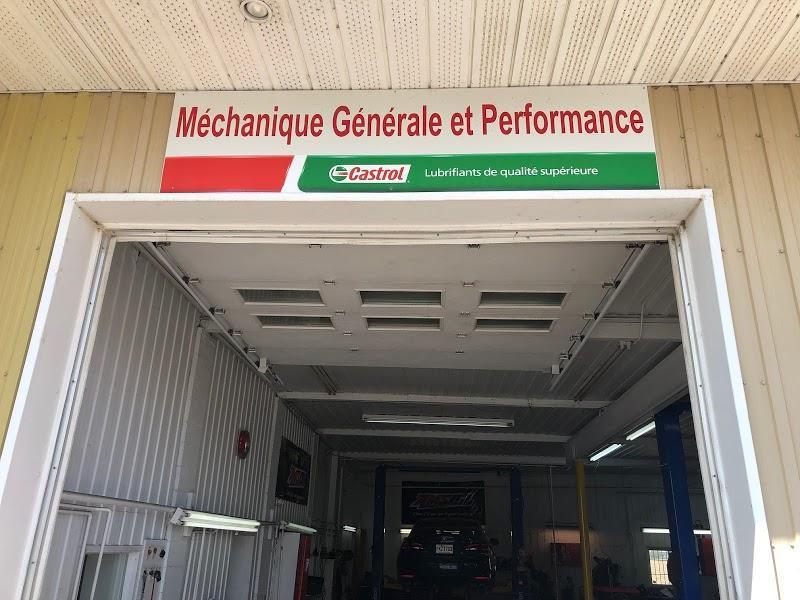 Méchanique Générale et Performance
Castrol Lubrifiants de qualité supérieure